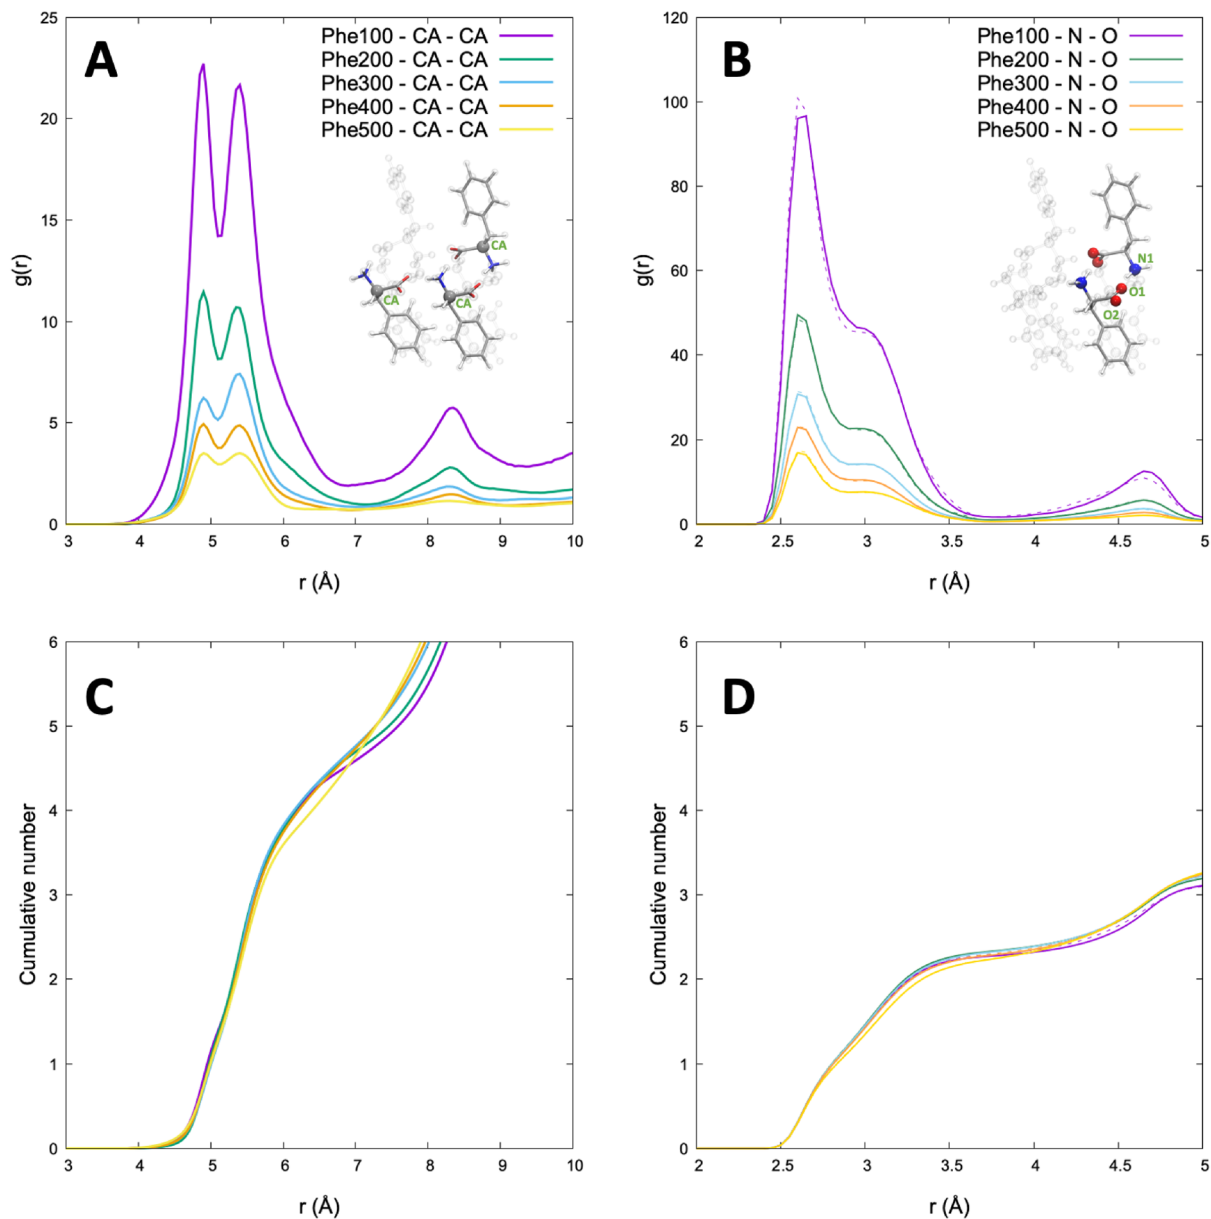 A
25
20
15
10
5
0
g(r)
Phe100 - CA - CA
Phe200 - CA - CA
Phe300 - CA - CA
Phe400 - CA - CA
Phe500 - CA - CA
CA
CA
CA
3 4 5 6 7 8 9 10
r (Å)
B
120
100
80
60
40
20
0
g(r)
Phe100 - N - O
Phe200 - N - O
Phe300 - N - O
Phe400 - N - O
Phe500 - N - O
N1
O1
O2
2 2.5 3 3.5 4 4.5 5
r (Å)
C
6
5
4
3
2
1
0
Cumulative number
3 4 5 6 7 8 9 10
r (Å)
D
6
5
4
3
2
1
0
Cumulative number
2 2.5 3 3.5 4 4.5 5
r (Å)